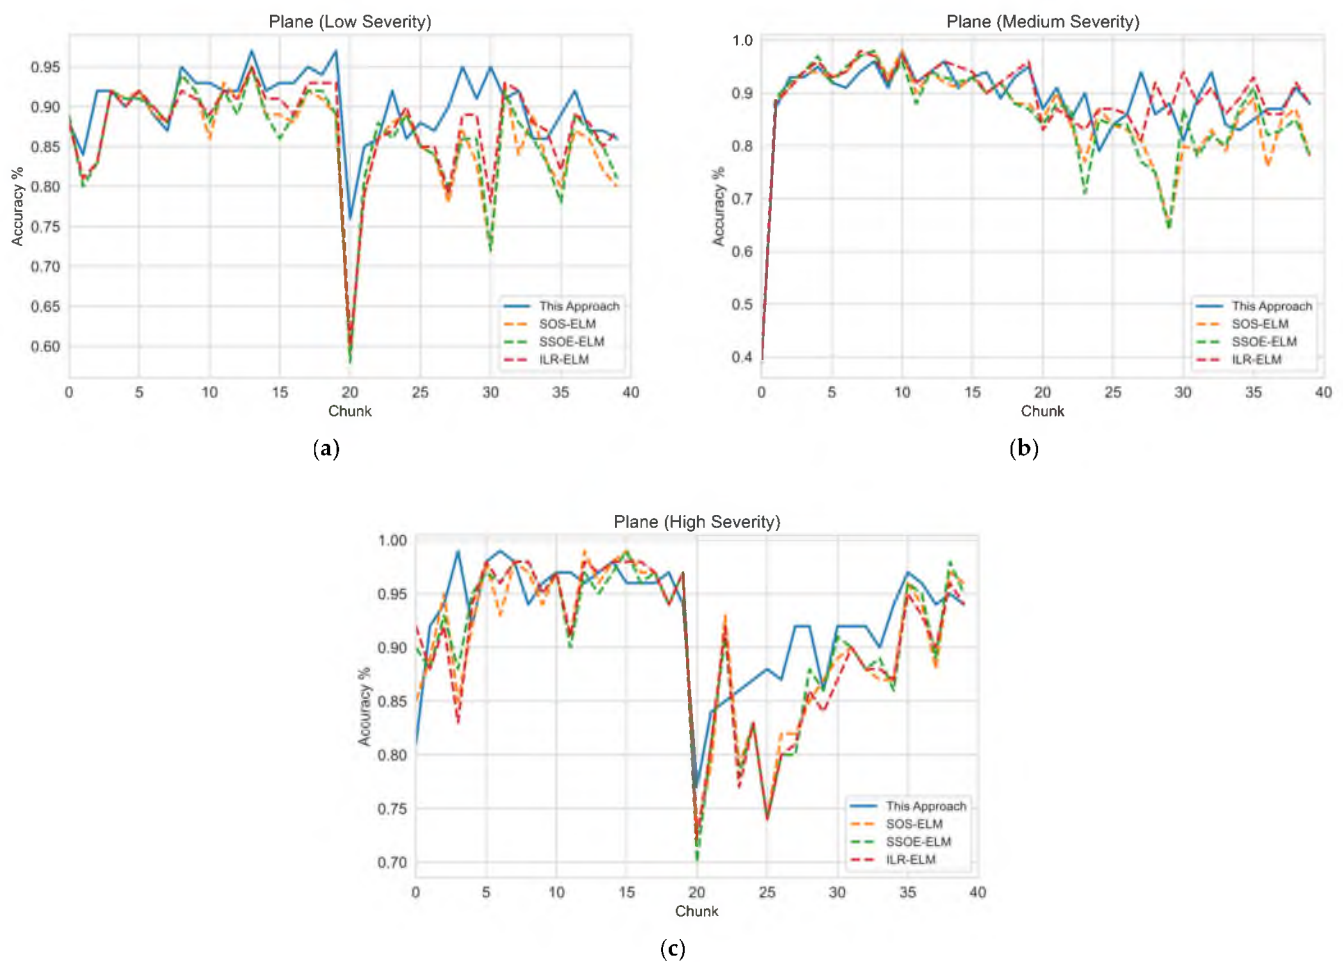 Plane (Low Severity)
Accuracy %
0.95
0.90
0.85
0.80
0.75
0.70
0.65
0.60
This Approach
SOS-ELM
SSOE-ELM
ILR-ELM
0 5 10 15 20 25 30 35 40
Chunk
(a)
Plane (Medium Severity)
Accuracy %
1.0
0.9
0.8
0.7
0.6
0.5
0.4
This Approach
SOS-ELM
SSOE-ELM
ILR-ELM
0 5 10 15 20 25 30 35 40
Chunk
(b)
Plane (High Severity)
Accuracy %
1.00
0.95
0.90
0.85
0.80
0.75
0.70
This Approach
SOS-ELM
SSOE-ELM
ILR-ELM
0 5 10 15 20 25 30 35 40
Chunk
(c)